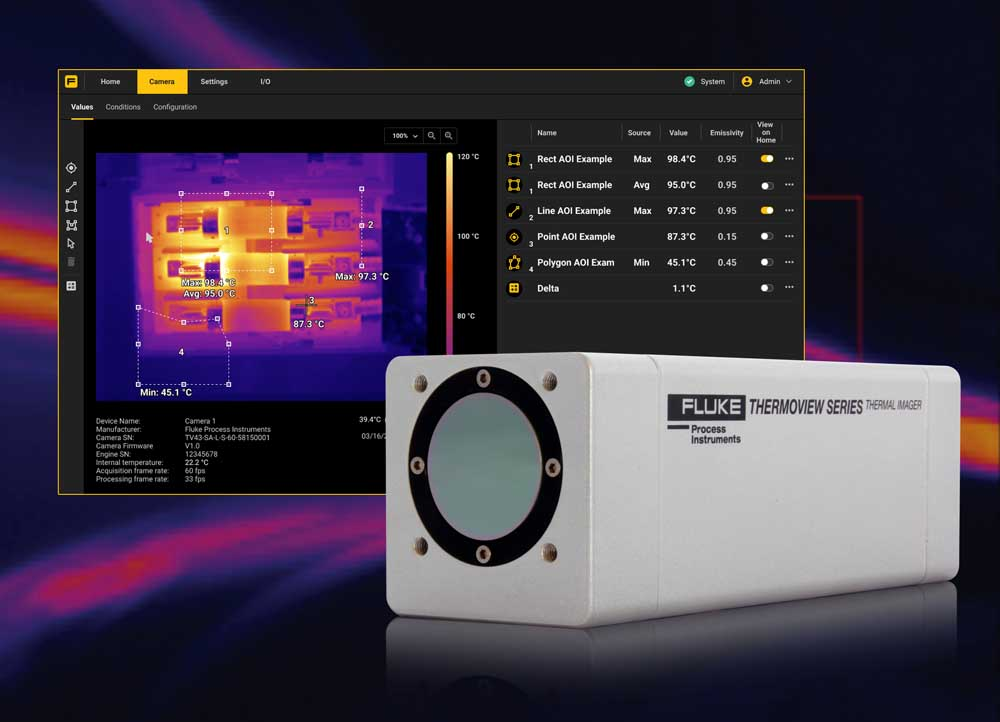 F Home Camera Settings I/O System Admin
Values Conditions Configuration
100%
120 °C
100 °C
80 °C
1
2
Max: 98.4 °C
Avg: 95.0 °C
Max: 97.3 °C
3
87.3 °C
4
Min: 45.1 °C
Name Source Value Emissivity View on Home
1 Rect AOI Example Max 98.4°C 0.95
1 Rect AOI Example Avg 95.0°C 0.95
2 Line AOI Example Max 97.3°C 0.95
3 Point AOI Example 87.3°C 0.15
4 Polygon AOI Exam Min 45.1°C 0.45
Delta 1.1°C
39.4°C
03/16/2
Device Name: Camera 1
Manufacturer: Fluke Process Instruments
Camera SN: TV43-SA-L-S-60-58150001
Camera Firmware V1.0
Engine SN: 12345678
Internal temperature: 22.2 °C
Acquisition frame rate: 60 fps
Processing frame rate: 33 fps
FLUKE THERMOVIEW SERIES THERMAL IMAGER
Process
Instruments